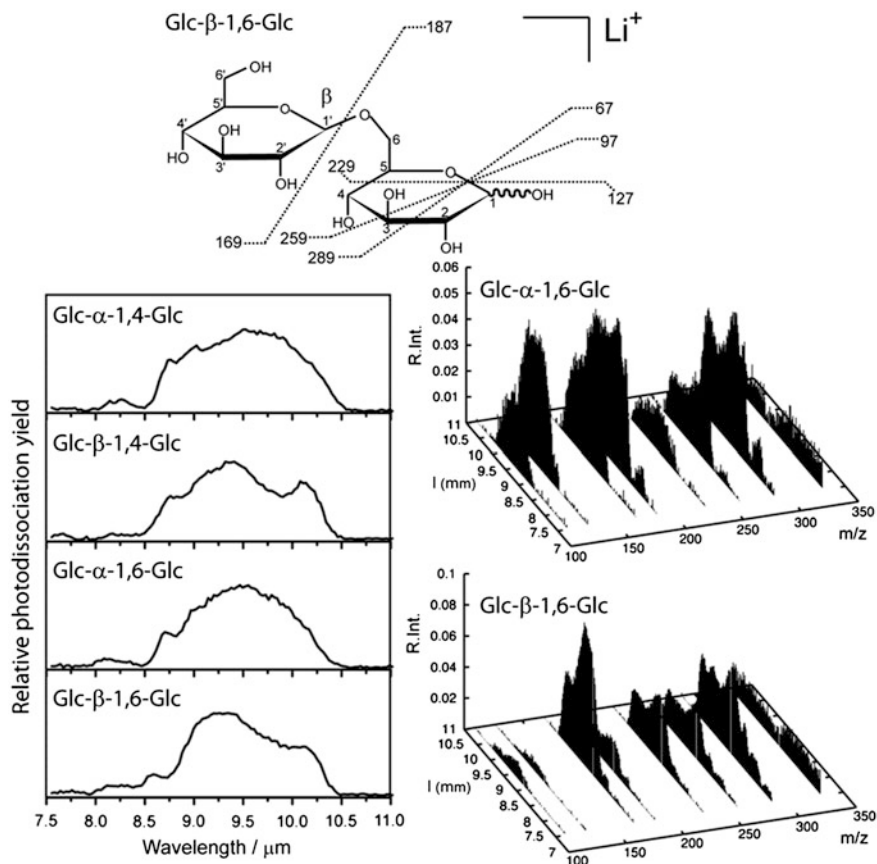 Glc-β-1,6-Glc
187
Li+
6'
OH
5'
O
β
4'
OH
1'
O
67
HO
3'
2'
6
97
OH
229
5
O
4
OH
1
OH
127
HO
3
2
169
259
OH
289
Relative photodissociation yield
Glc-α-1,4-Glc
Glc-β-1,4-Glc
Glc-α-1,6-Glc
Glc-β-1,6-Glc
7.5 8.0 8.5 9.0 9.5 10.0 10.5 11.0
Wavelength / μm
Glc-α-1,6-Glc
R.Int.
0.06
0.05
0.04
0.03
0.02
0.01
11
10.5
10
9.5
9
8.5
8
7.5
7
l (mm)
100 150 200 250 300 350
m/z
Glc-β-1,6-Glc
R.Int.
0.1
0.08
0.06
0.04
0.02
11
10.5
10
9.5
9
8.5
8
7.5
7
l (mm)
100 150 200 250 300 350
m/z